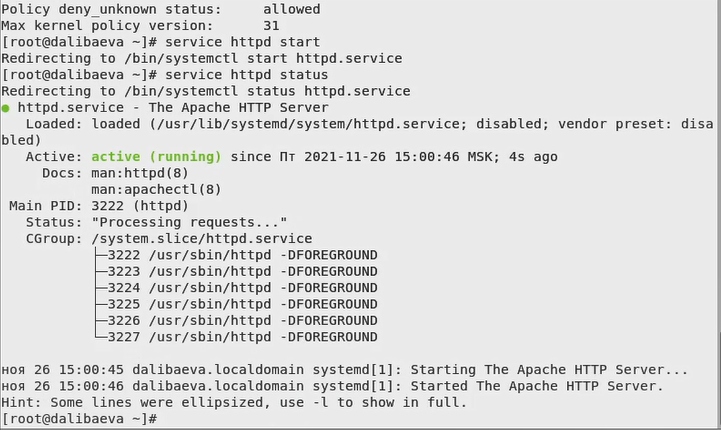 Policy deny_unknown status:     allowed
Max kernel policy version:      31
[root@dalibaeva ~]# service httpd start
Redirecting to /bin/systemctl start httpd.service
[root@dalibaeva ~]# service httpd status
Redirecting to /bin/systemctl status httpd.service
● httpd.service - The Apache HTTP Server
   Loaded: loaded (/usr/lib/systemd/system/httpd.service; disabled; vendor preset: disa
bled)
   Active: active (running) since Пт 2021-11-26 15:00:46 MSK; 4s ago
     Docs: man:httpd(8)
           man:apachectl(8)
 Main PID: 3222 (httpd)
   Status: "Processing requests..."
   CGroup: /system.slice/httpd.service
           ├─3222 /usr/sbin/httpd -DFOREGROUND
           ├─3223 /usr/sbin/httpd -DFOREGROUND
           ├─3224 /usr/sbin/httpd -DFOREGROUND
           ├─3225 /usr/sbin/httpd -DFOREGROUND
           ├─3226 /usr/sbin/httpd -DFOREGROUND
           └─3227 /usr/sbin/httpd -DFOREGROUND

ноя 26 15:00:45 dalibaeva.localdomain systemd[1]: Starting The Apache HTTP Server...
ноя 26 15:00:46 dalibaeva.localdomain systemd[1]: Started The Apache HTTP Server.
Hint: Some lines were ellipsized, use -l to show in full.
[root@dalibaeva ~]#